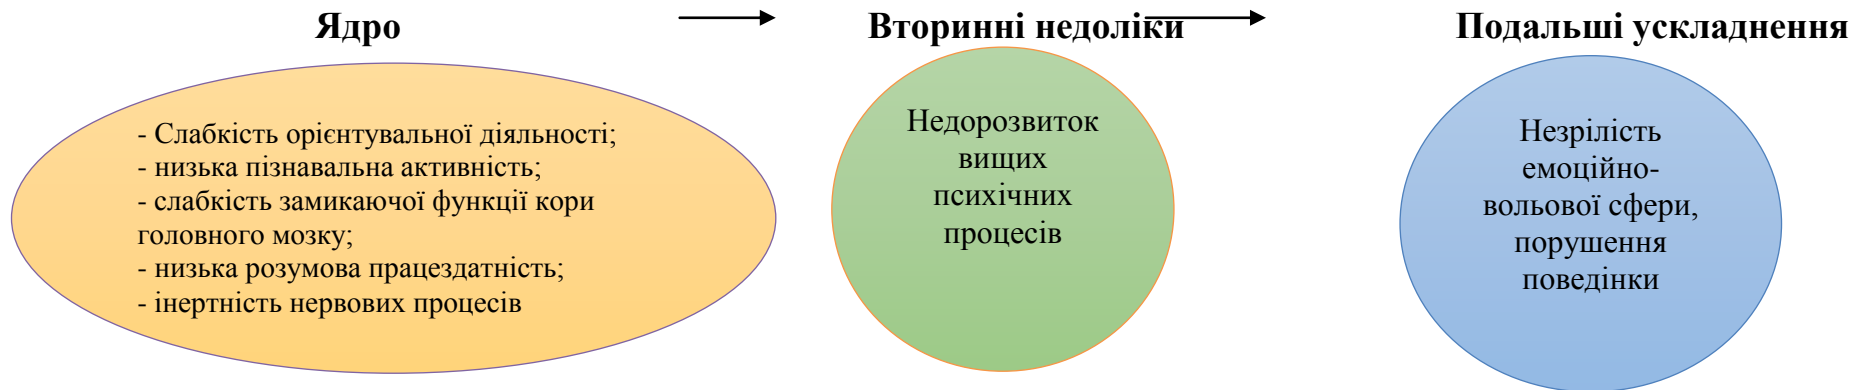 Ядро
Вторинні недоліки
Подальші ускладнення
- Слабкість орієнтувальної діяльності;
- низька пізнавальна активність;
- слабкість замикаючої функції кори
головного мозку;
- низька розумова працездатність;
- інертність нервових процесів
Недорозвиток
вищих
психічних
процесів
Незрілість
емоційно-
вольової сфери,
порушення
поведінки